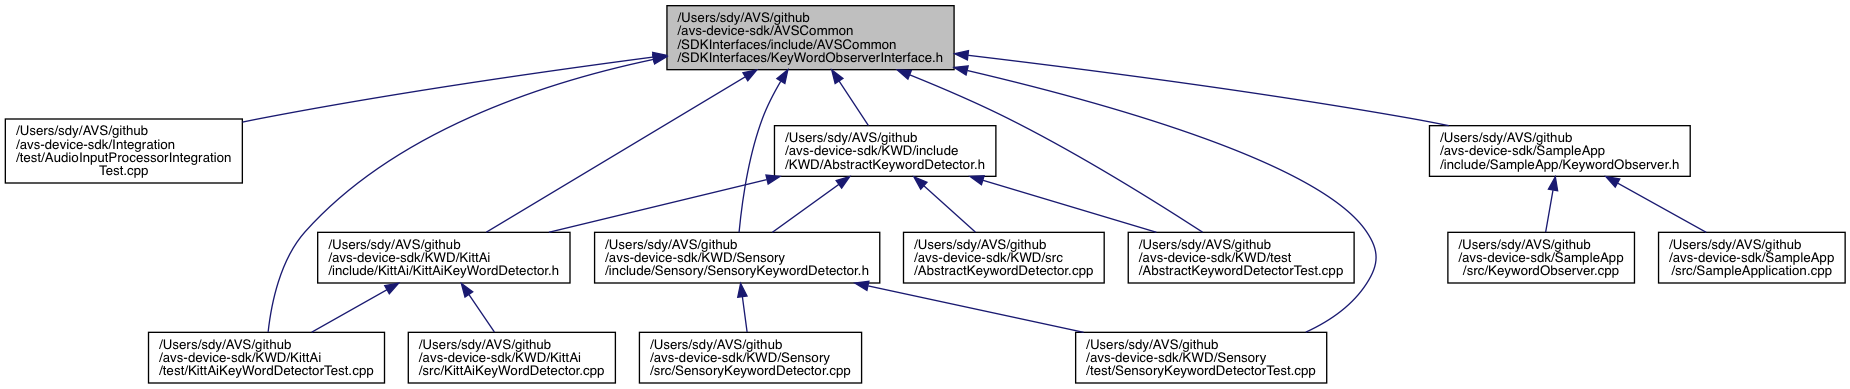 /Users/sdy/AVS/github
/avs-device-sdk/AVSCommon
/SDKInterfaces/include/AVSCommon
/SDKInterfaces/KeyWordObserverInterface.h
/Users/sdy/AVS/github
/avs-device-sdk/Integration
/test/AudioInputProcessorIntegration
Test.cpp
/Users/sdy/AVS/github
/avs-device-sdk/KWD/include
/KWD/AbstractKeywordDetector.h
/Users/sdy/AVS/github
/avs-device-sdk/SampleApp
/include/SampleApp/KeywordObserver.h
/Users/sdy/AVS/github
/avs-device-sdk/KWD/KittAi
/include/KittAi/KittAiKeyWordDetector.h
/Users/sdy/AVS/github
/avs-device-sdk/KWD/Sensory
/include/Sensory/SensoryKeywordDetector.h
/Users/sdy/AVS/github
/avs-device-sdk/KWD/src
/AbstractKeywordDetector.cpp
/Users/sdy/AVS/github
/avs-device-sdk/KWD/test
/AbstractKeywordDetectorTest.cpp
/Users/sdy/AVS/github
/avs-device-sdk/SampleApp
/src/KeywordObserver.cpp
/Users/sdy/AVS/github
/avs-device-sdk/SampleApp
/src/SampleApplication.cpp
/Users/sdy/AVS/github
/avs-device-sdk/KWD/KittAi
/test/KittAiKeyWordDetectorTest.cpp
/Users/sdy/AVS/github
/avs-device-sdk/KWD/KittAi
/src/KittAiKeyWordDetector.cpp
/Users/sdy/AVS/github
/avs-device-sdk/KWD/Sensory
/src/SensoryKeywordDetector.cpp
/Users/sdy/AVS/github
/avs-device-sdk/KWD/Sensory
/test/SensoryKeywordDetectorTest.cpp